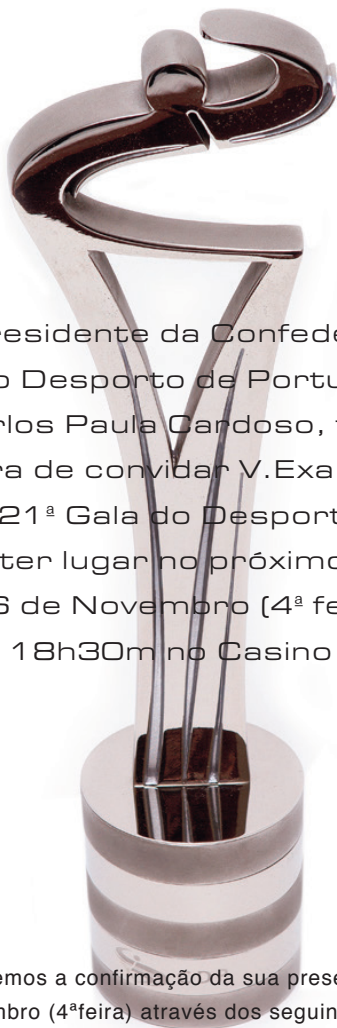 residente da Confede
o Desporto de Portu
rlos Paula Cardoso, t
ra de convidar V.Exa
21ª Gala do Desport
ter lugar no próximo
6 de Novembro (4ª fe
18h30m no Casino
emos a confirmação da sua prese
mbro (4ªfeira) através dos seguin